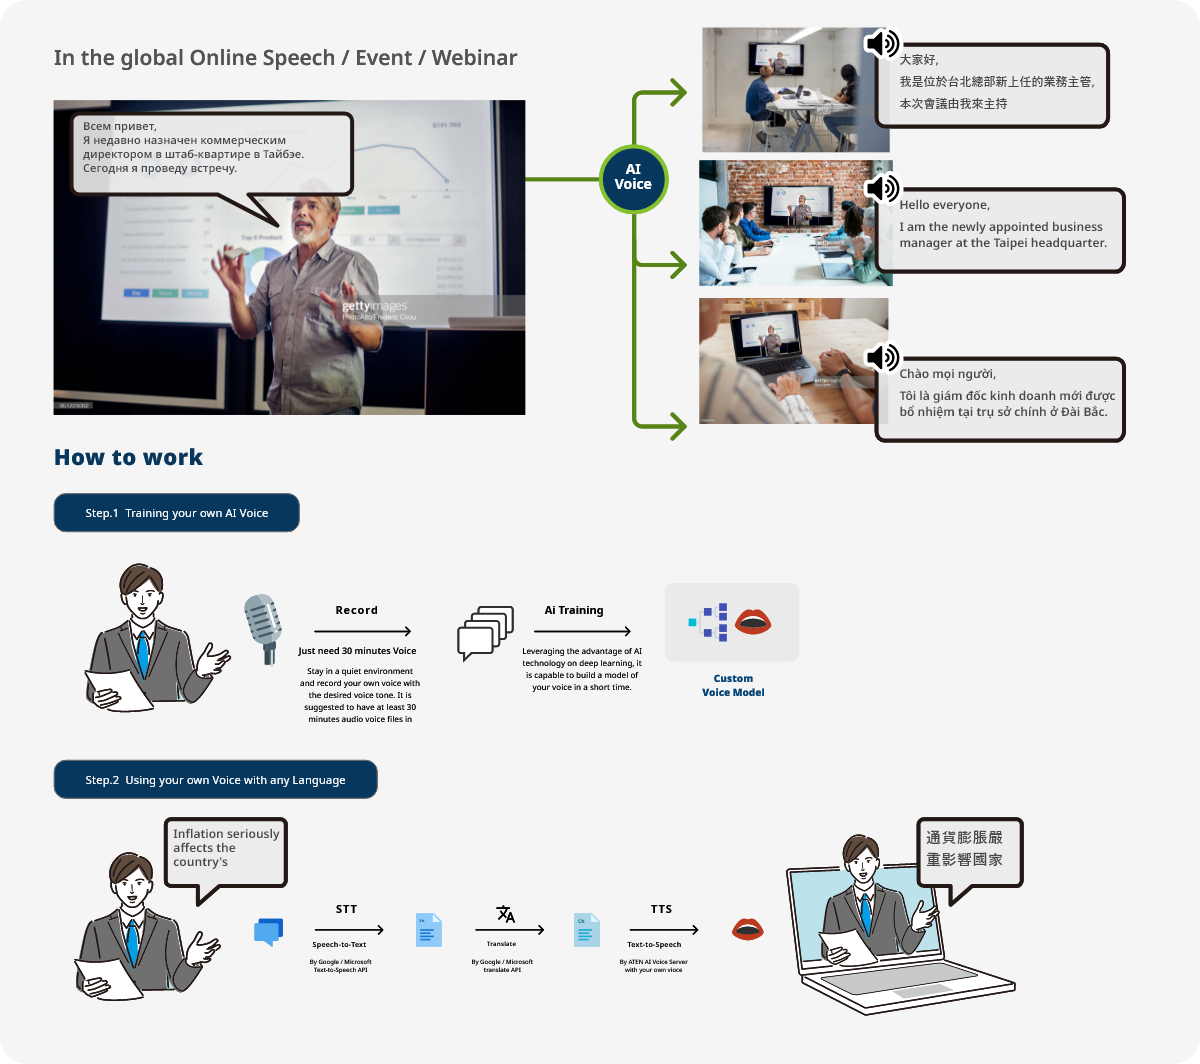 In the global Online Speech / Event / Webinar
Всем привет,
Я недавно назначен коммерческим
директором в штаб-квартире в Тайбэе.
Сегодня я проведу встречу.
$161.702
Top 5 Product
All
gettyimages®
PhotoAlto/Frederic Cirou
AI
Voice
大家好,
我是位於台北總部新上任的業務主管,
本次會議由我來主持
Hello everyone,
I am the newly appointed business
manager at the Taipei headquarter.
Chào mọi người,
Tôi là giám đốc kinh doanh mới được
bổ nhiệm tại trụ sở chính ở Đài Bắc.
How to work
Step.1 Training your own AI Voice
Record
Just need 30 minutes Voice
Stay in a quiet environment
and record your own voice with
the desired voice tone. It is
suggested to have at least 30
minutes audio voice files in
Ai Training
Leveraging the advantage of AI
technology on deep learning, it
is capable to build a model of
your voice in a short time.
Custom
Voice Model
Step.2 Using your own Voice with any Language
Inflation seriously
affects the
country's
STT
Speech-to-Text
By Google / Microsoft
Text-to-Speech API
En
Translate
By Google / Microsoft
translate API
Ch
TTS
Text-to-Speech
By ATEN AI Voice Server
with your own vioce
通貨膨脹嚴
重影響國家